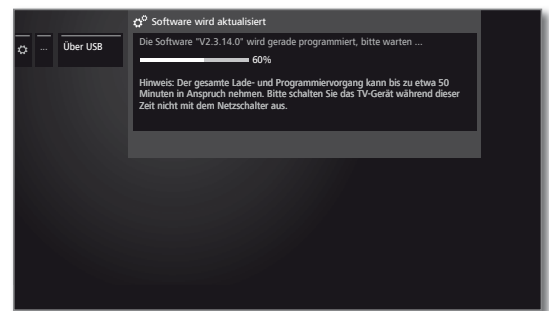 Software wird aktualisiert
... Über USB
Die Software "V2.3.14.0" wird gerade programmiert, bitte warten ...
60%
Hinweis: Der gesamte Lade- und Programmiervorgang kann bis zu etwa 50
Minuten in Anspruch nehmen. Bitte schalten Sie das TV-Gerät während dieser
Zeit nicht mit dem Netzschalter aus.